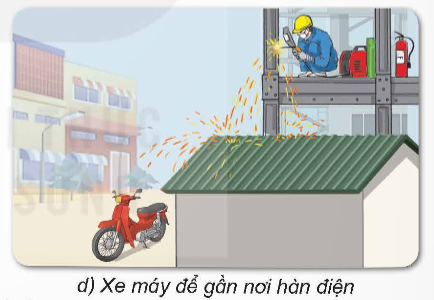 d) Xe máy để gần nơi hàn điện